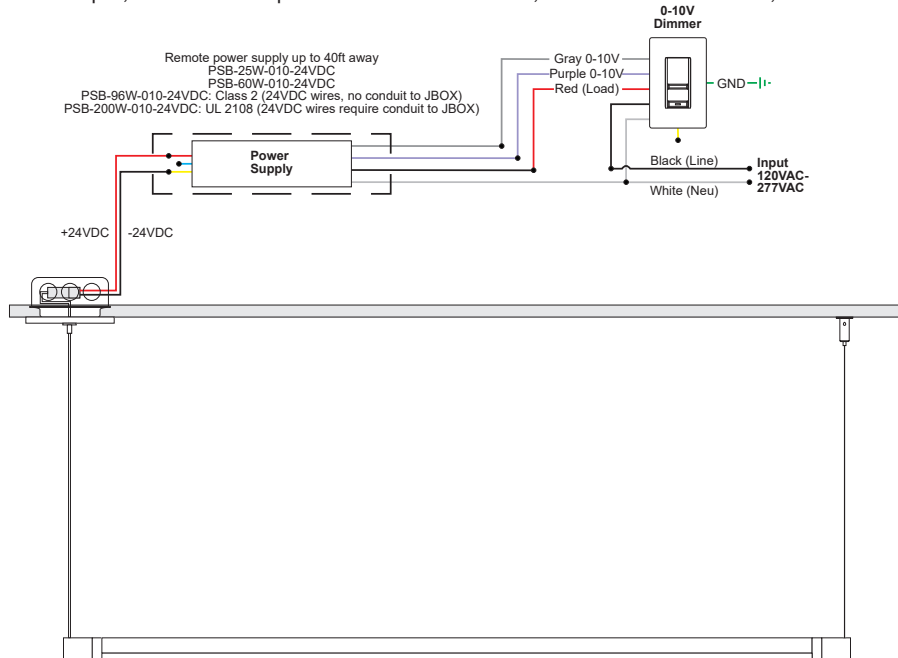 0-10V
Dimmer
Remote power supply up to 40ft away
PSB-25W-010-24VDC
PSB-60W-010-24VDC
PSB-96W-010-24VDC: Class 2 (24VDC wires, no conduit to JBOX)
PSB-200W-010-24VDC: UL 2108 (24VDC wires require conduit to JBOX)
Gray 0-10V
Purple 0-10V
Red (Load)
GND
Power
Supply
Black (Line)
White (Neu)
Input
120VAC-
277VAC
+24VDC
-24VDC